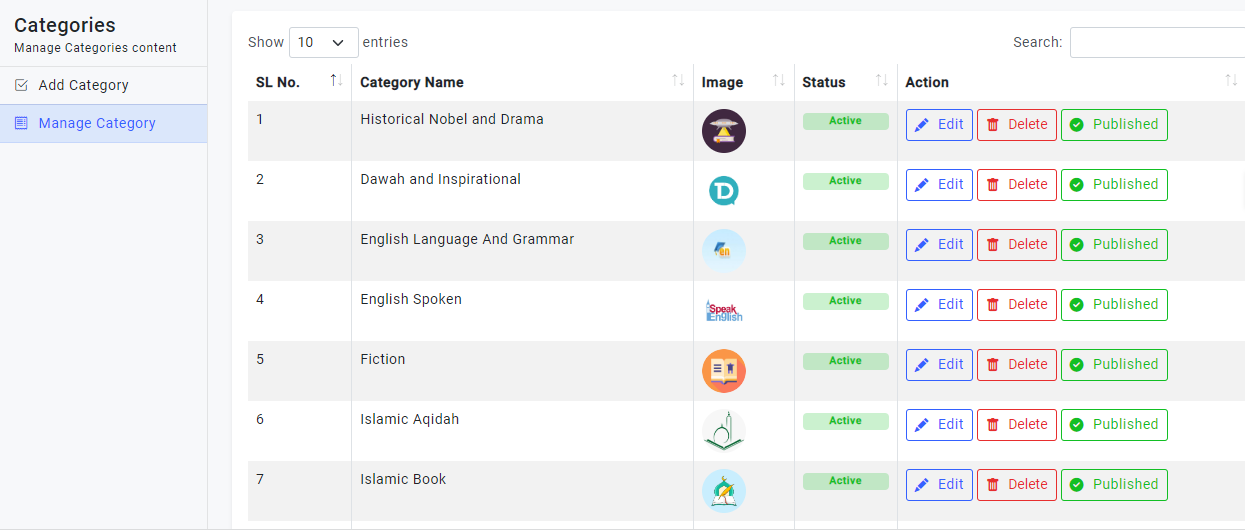 Categories
Manage Categories content
Add Category
Manage Category
Show 10 entries
Search:
SL No. Category Name Image Status Action
1 Historical Nobel and Drama Active Edit Delete Published
2 Dawah and Inspirational D Active Edit Delete Published
3 English Language And Grammar Active Edit Delete Published
4 English Spoken Speak English Active Edit Delete Published
5 Fiction Active Edit Delete Published
6 Islamic Aqidah Active Edit Delete Published
7 Islamic Book Active Edit Delete Published